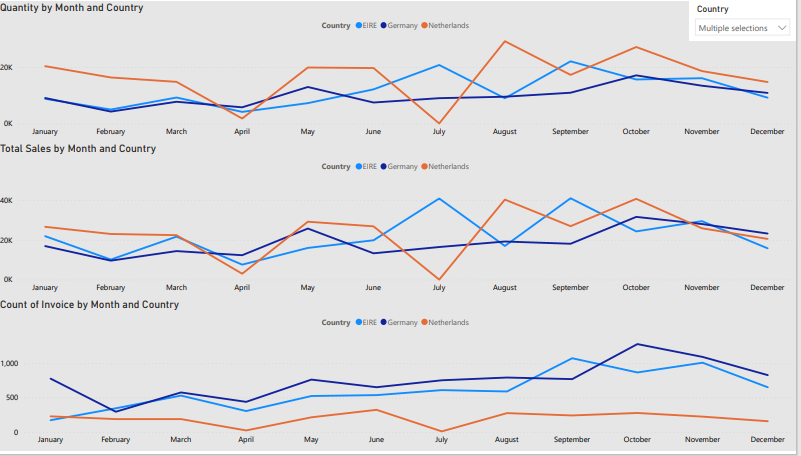 Quantity by Month and Country
Country
Multiple selections
Country EIRE Germany Netherlands
20K
0K
January February March April May June July August September October November December
Total Sales by Month and Country
Country EIRE Germany Netherlands
40K
20K
0K
January February March April May June July August September October November December
Count of Invoice by Month and Country
Country EIRE Germany Netherlands
1,000
500
0
January February March April May June July August September October November December